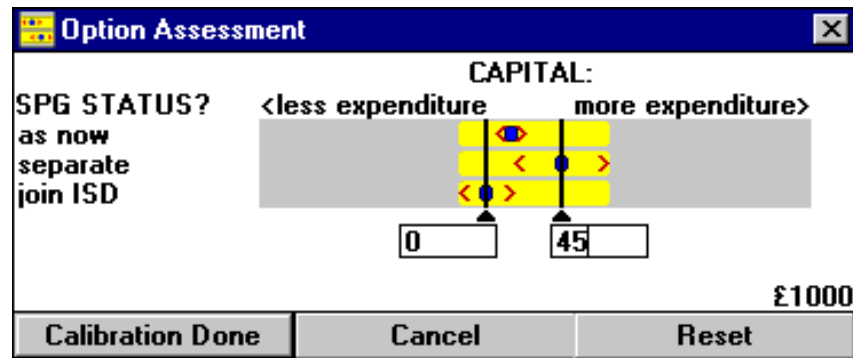 Option Assessment
CAPITAL:
SPG STATUS? <less expenditure more expenditure>
as now
separate
join ISD
0 45
£1000
Calibration Done Cancel Reset